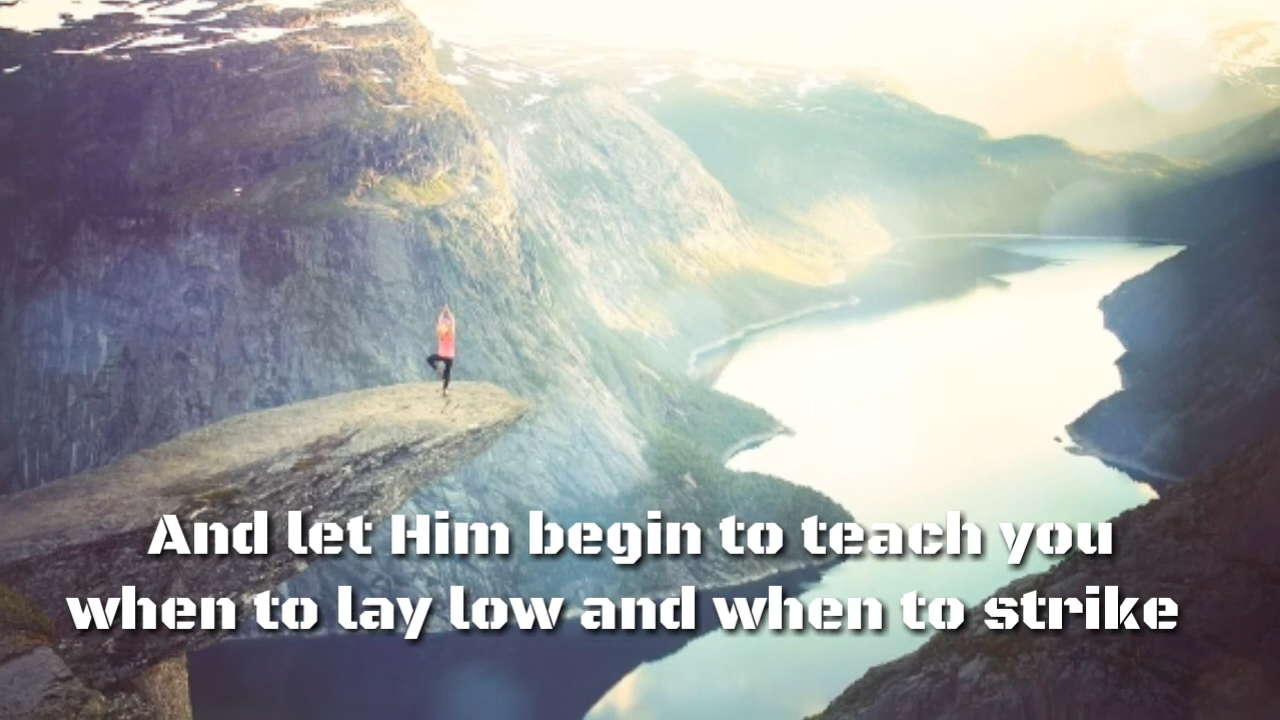 And let Him begin to teach you
when to lay low and when to strike